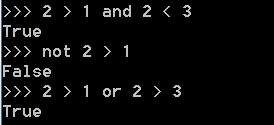 >>> 2 > 1 and 2 < 3
True
>>> not 2 > 1
False
>>> 2 > 1 or 2 > 3
True